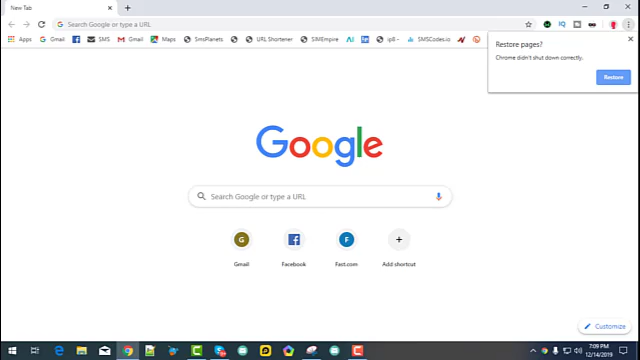 New Tab
Search Google or type a URL
Apps Gmail Gmail SMS Gmail Maps SmsPlanets URL Shortener SIMEmpire SMSCodes.io
Restore pages?
Chrome didn't shut down correctly.
Restore
Google
Search Google or type a URL
G F
Gmail Facebook Fast.com Add shortcut
Customize
7:09 PM
12/14/2019